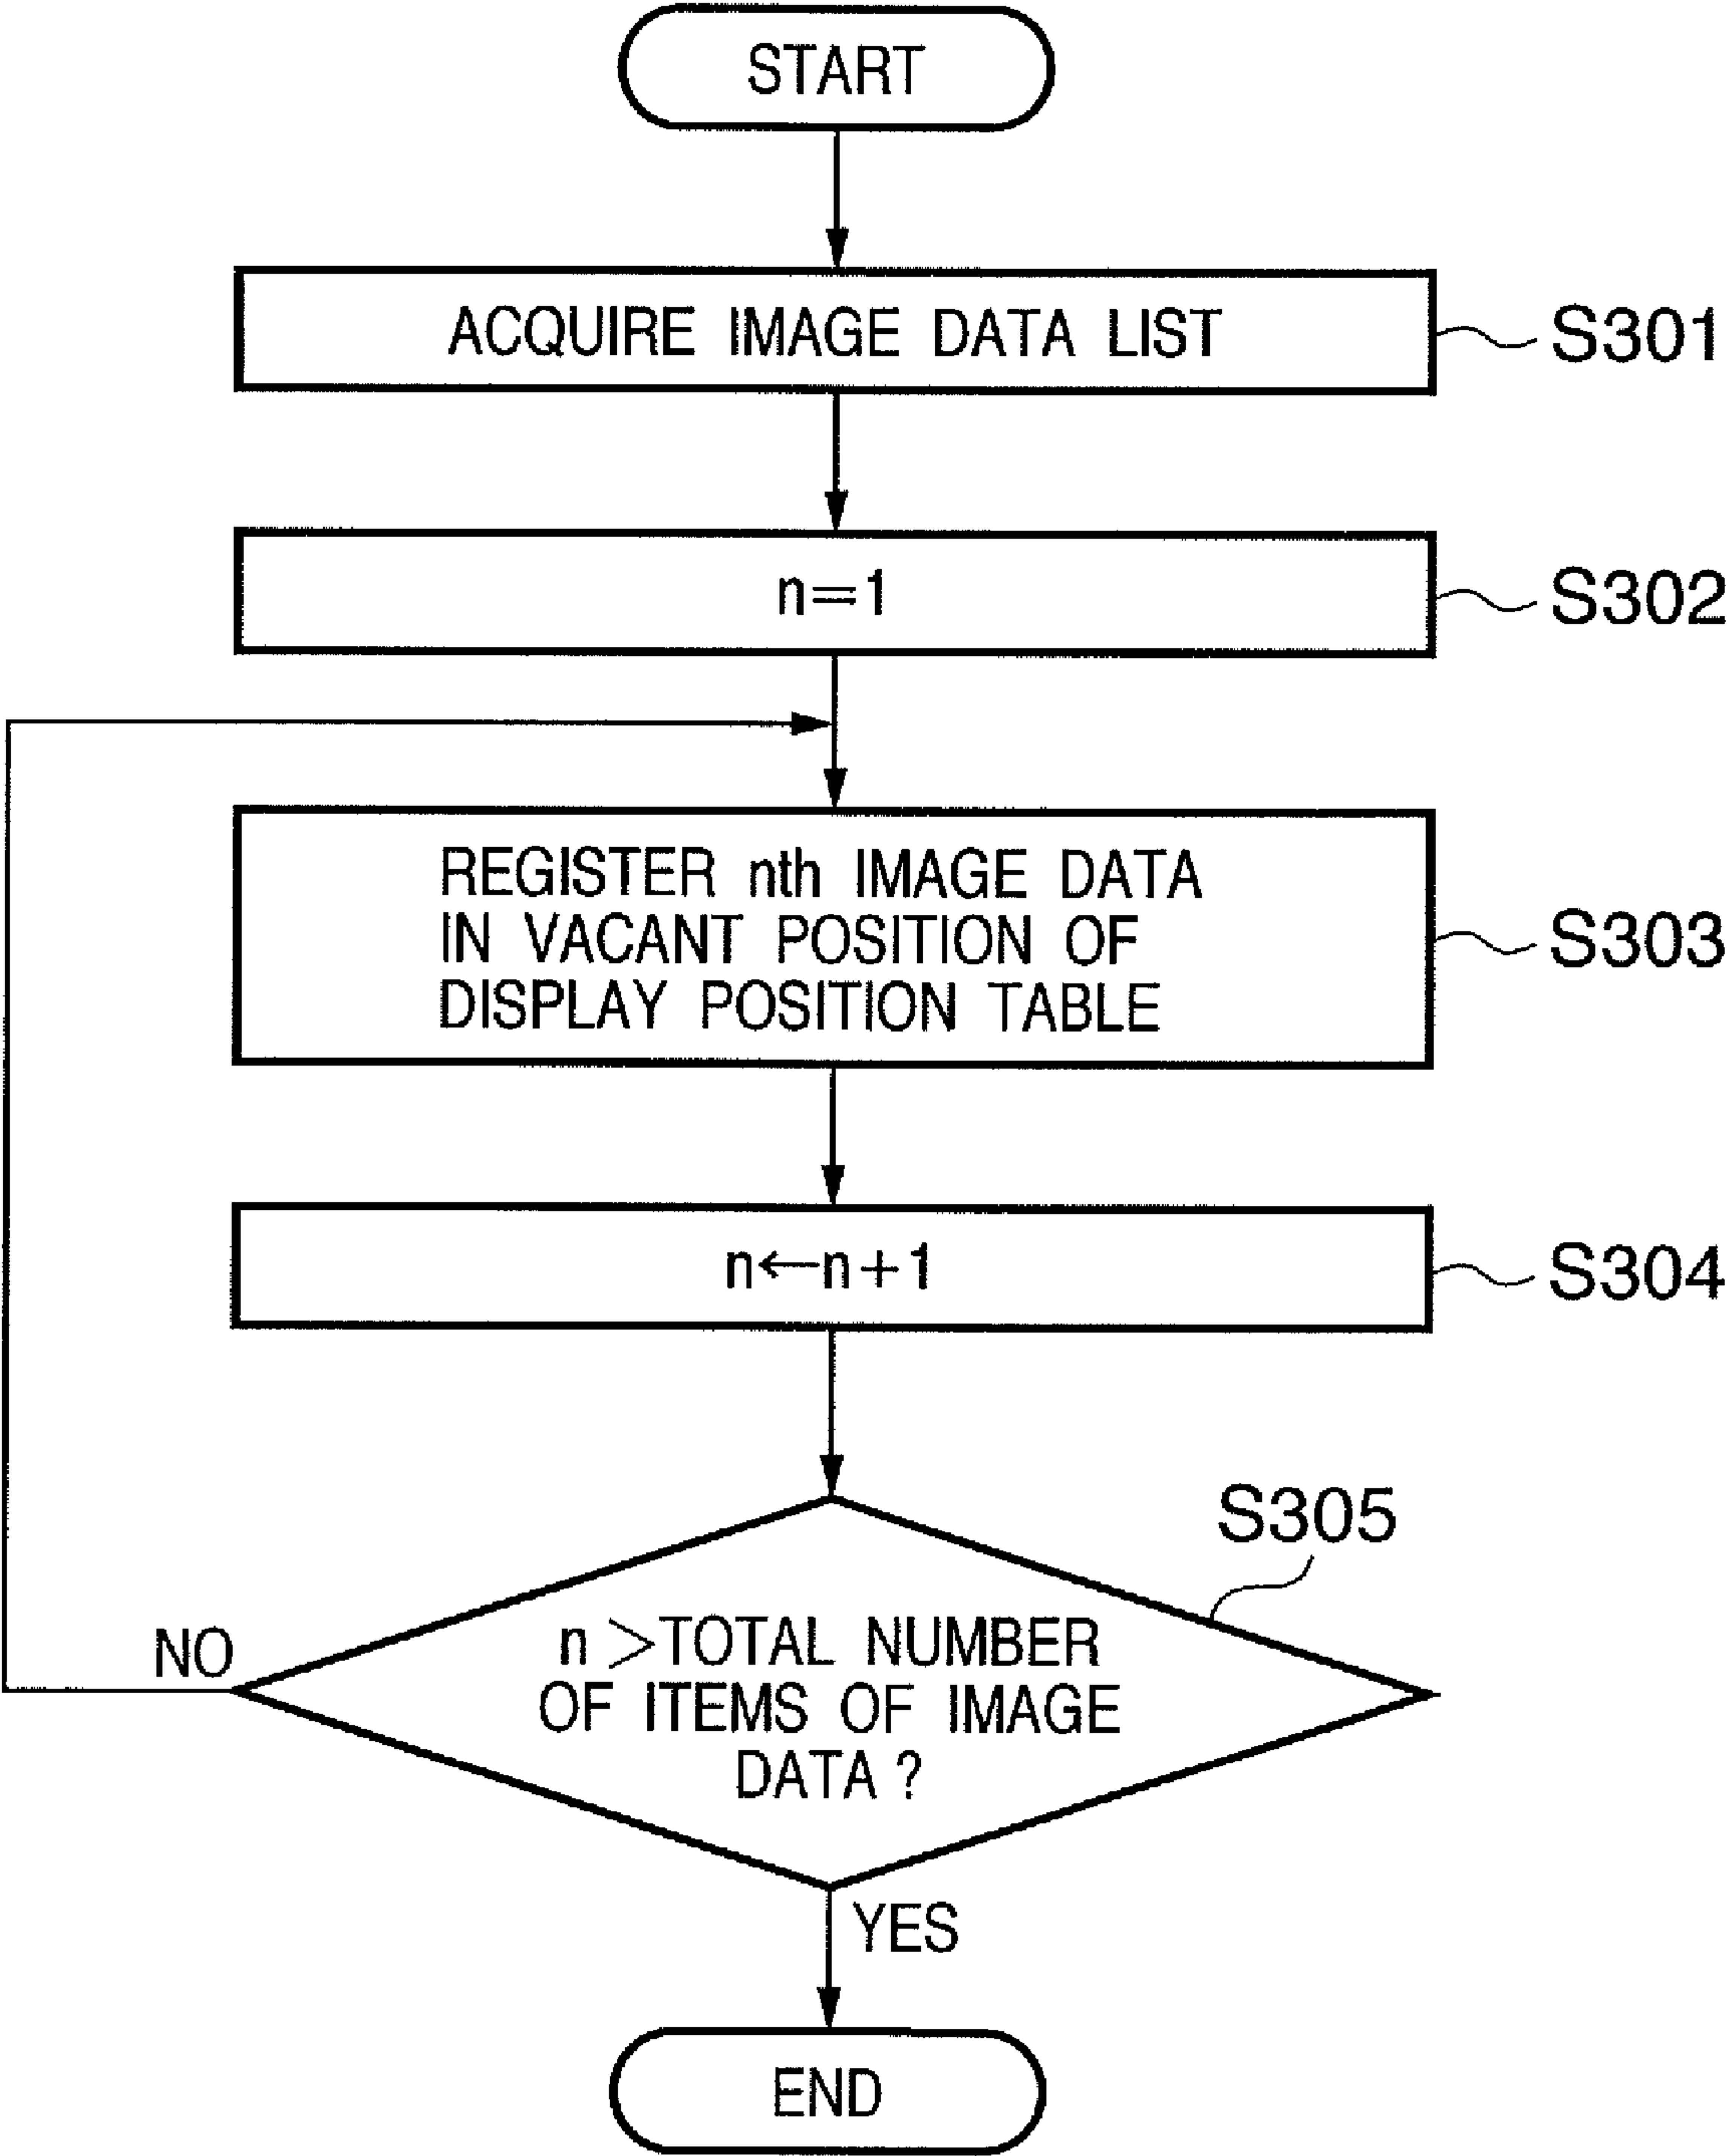 START
ACQUIRE IMAGE DATA LIST
S301
n=1
S302
REGISTER nth IMAGE DATA
IN VACANT POSITION OF
DISPLAY POSITION TABLE
S303
n←n+1
S304
S305
n >TOTAL NUMBER
OF ITEMS OF IMAGE
DATA ?
NO
YES
END